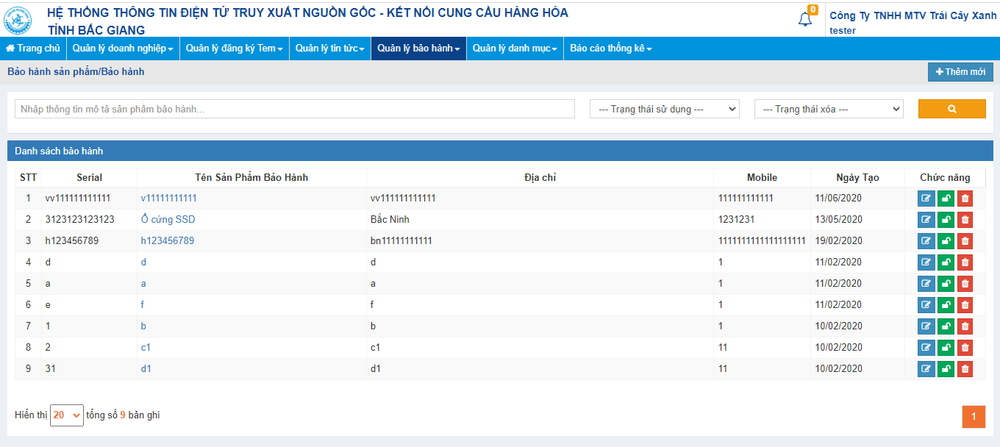 HỆ THỐNG THÔNG TIN ĐIỆN TỬ TRUY XUẤT NGUỒN GỐC - KẾT NỐI CUNG CẦU HÀNG HÓA
TỈNH BẮC GIANG
0
Công Ty TNHH MTV Trái Cây Xanh
tester
Trang chủ Quản lý doanh nghiệp Quản lý đăng ký Tem Quản lý tin tức Quản lý bảo hành Quản lý danh mục Báo cáo thống kê
Bảo hành sản phẩm/Bảo hành
Thêm mới
Nhập thông tin mô tả sản phẩm bảo hành... --- Trạng thái sử dụng --- --- Trạng thái xóa ---
Danh sách bảo hành
STT Serial Tên Sản Phẩm Bảo Hành Địa chỉ Mobile Ngày Tạo Chức năng
1 vv111111111111 v11111111111 vv111111111111 111111111111 11/06/2020
2 3123123123123 Ổ cứng SSD Bắc Ninh 1231231 13/05/2020
3 h123456789 h123456789 bn11111111111 1111111111111111111 19/02/2020
4 d d d 1 11/02/2020
5 a a a 1 11/02/2020
6 e f f 1 11/02/2020
7 1 b b 1 10/02/2020
8 2 c1 c1 11 10/02/2020
9 31 d1 d1 11 10/02/2020
Hiển thị 20 tổng số 9 bản ghi
1